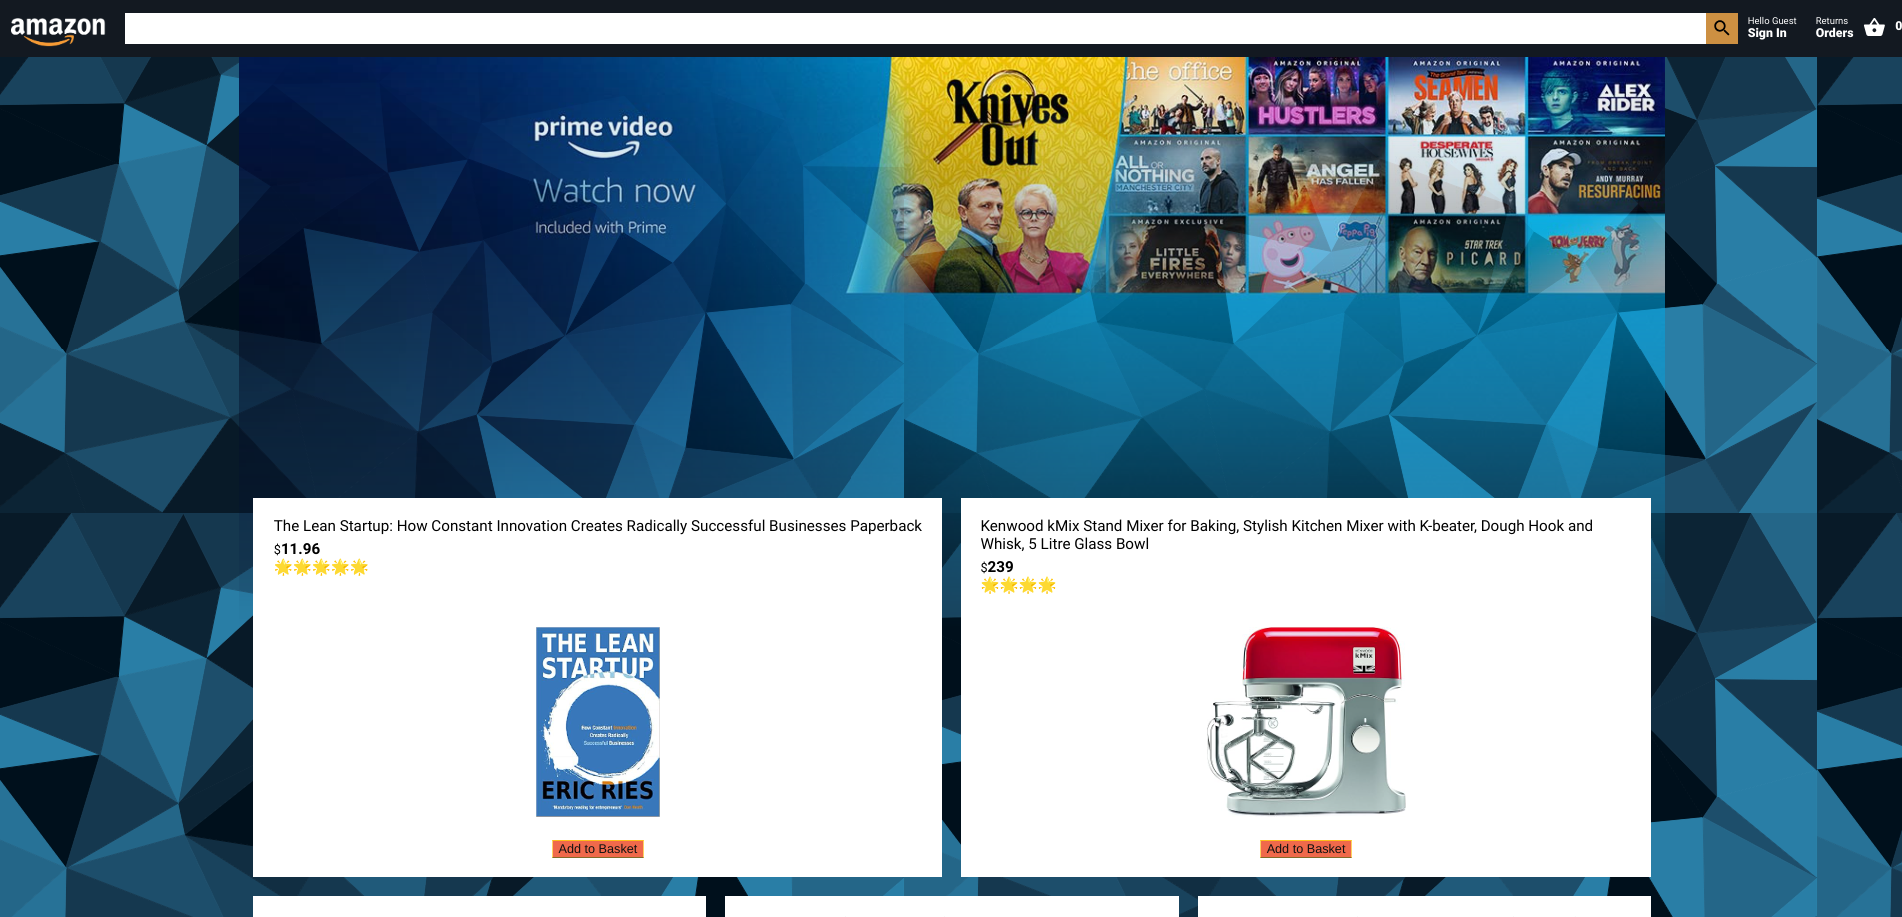 amazon
Hello Guest
Sign In
Returns
Orders
0
prime video
Watch now
Included with Prime
Knives
Out
the office
AMAZON ORIGINAL
HUSTLERS
AMAZON ORIGINAL
The Grand Tour
SEAMEN
AMAZON ORIGINAL
ALEX
RIDER
AMAZON ORIGINAL
ALL OR
NOTHING
MANCHESTER CITY
ANGEL
HAS FALLEN
DESPERATE
HOUSEWIVES
AMAZON ORIGINAL
ANDY MURRAY
RESURFACING
AMAZON EXCLUSIVE
LITTLE
FIRES
EVERYWHERE
Peppa Pig
AMAZON ORIGINAL
STAR TREK
PICARD
TOM AND JERRY
The Lean Startup: How Constant Innovation Creates Radically Successful Businesses Paperback
$11.96
THE LEAN
STARTUP
How Constant Innovation
Creates Radically
Successful Businesses
ERIC RIES
Add to Basket
Kenwood kMix Stand Mixer for Baking, Stylish Kitchen Mixer with K-beater, Dough Hook and
Whisk, 5 Litre Glass Bowl
$239
kMix
Add to Basket